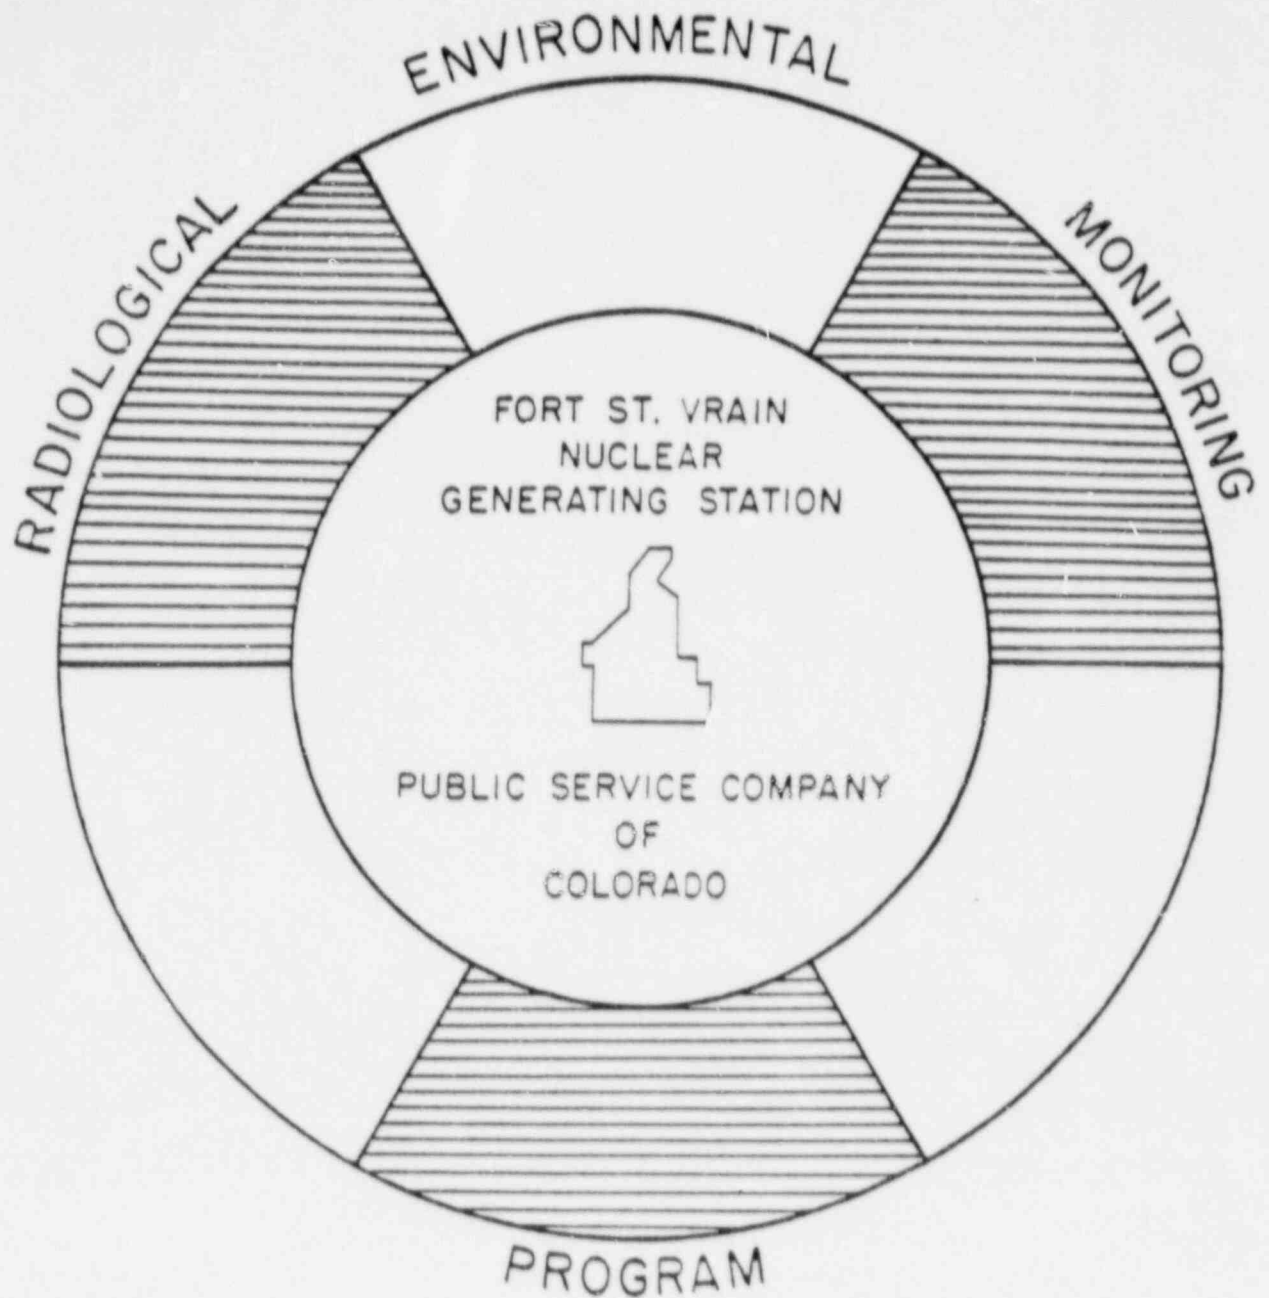 RADIOLOGICAL
ENVIRONMENTAL
MONITORING
PROGRAM
FORT ST. VRAIN
NUCLEAR
GENERATING STATION
PUBLIC SERVICE COMPANY
OF
COLORADO